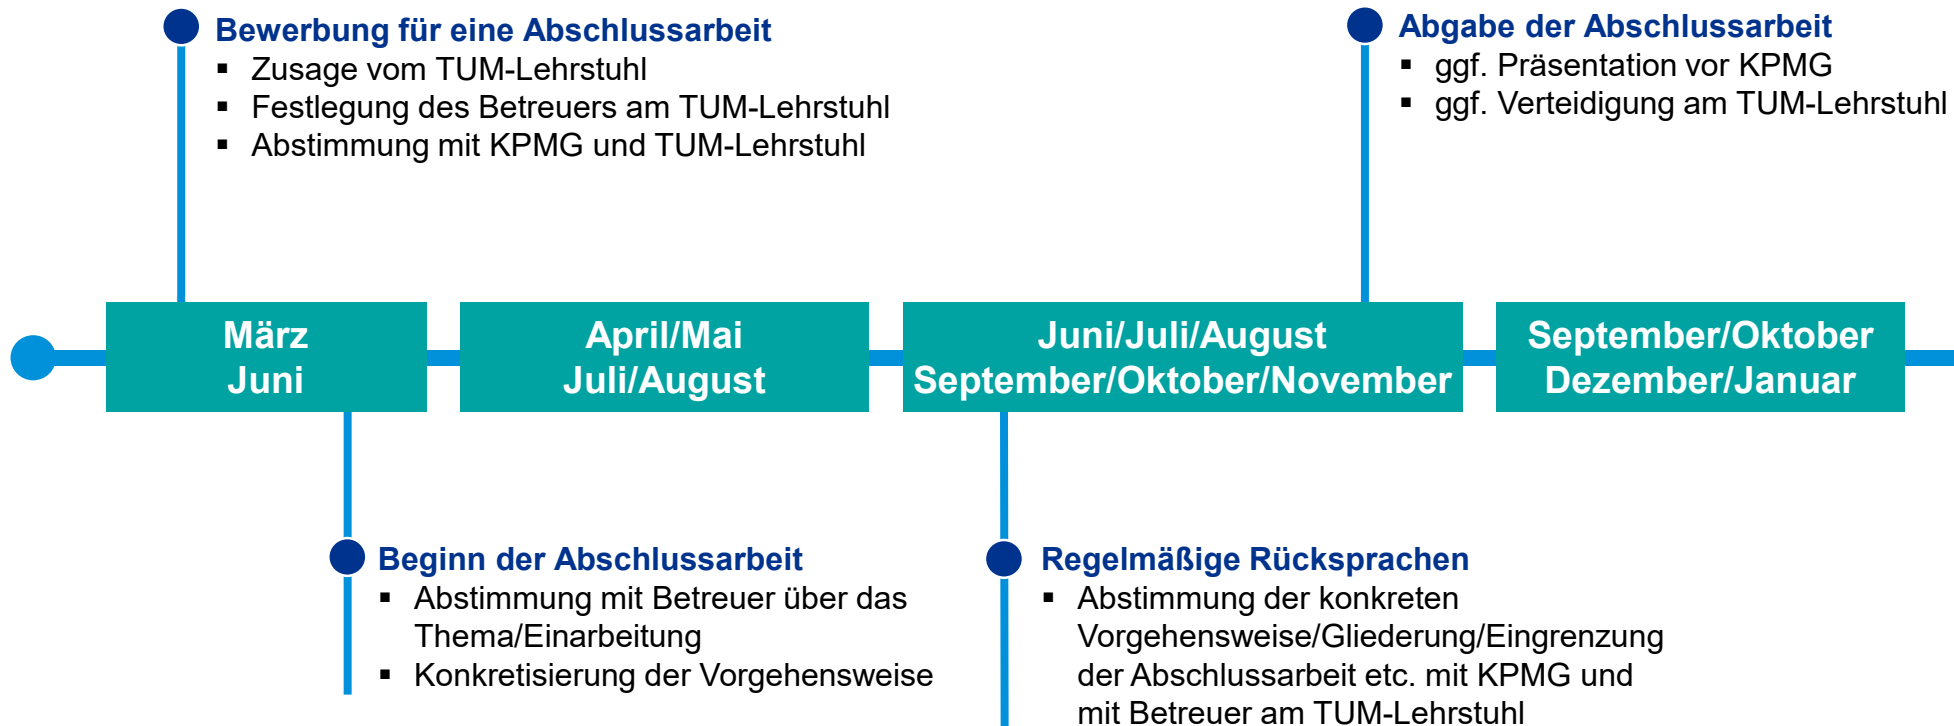 Bewerbung für eine Abschlussarbeit
▪ Zusage vom TUM-Lehrstuhl
▪ Festlegung des Betreuers am TUM-Lehrstuhl
▪ Abstimmung mit KPMG und TUM-Lehrstuhl
Abgabe der Abschlussarbeit
▪ ggf. Präsentation vor KPMG
▪ ggf. Verteidigung am TUM-Lehrstuhl
März
Juni
April/Mai
Juli/August
Juni/Juli/August
September/Oktober/November
September/Oktober
Dezember/Januar
Beginn der Abschlussarbeit
▪ Abstimmung mit Betreuer über das
Thema/Einarbeitung
▪ Konkretisierung der Vorgehensweise
Regelmäßige Rücksprachen
▪ Abstimmung der konkreten
Vorgehensweise/Gliederung/Eingrenzung
der Abschlussarbeit etc. mit KPMG und
mit Betreuer am TUM-Lehrstuhl